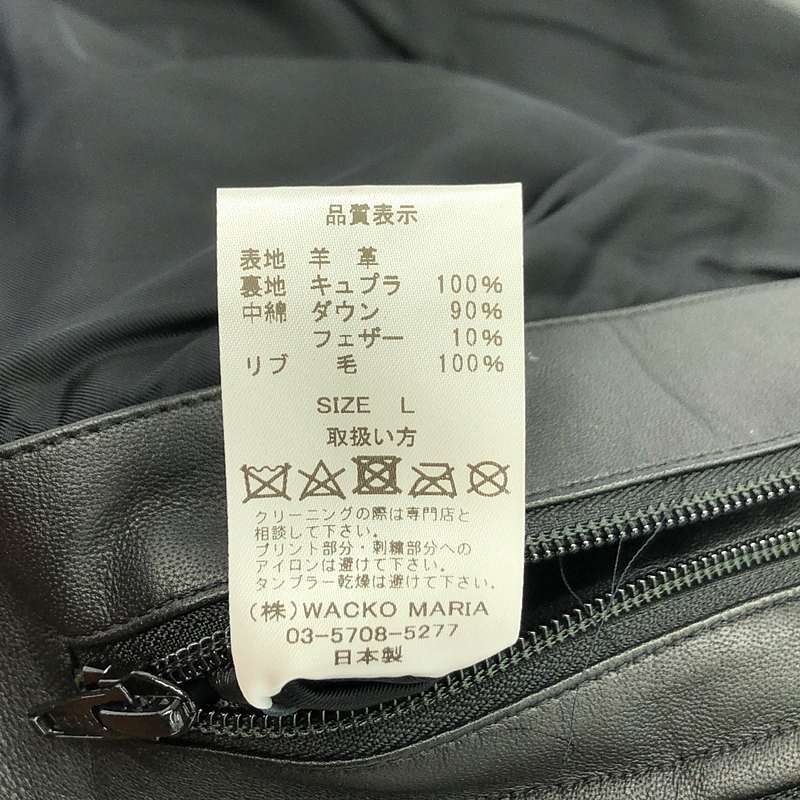 品質表示
表地 羊 革
裏地 キュプラ 100%
中綿 ダウン 90%
フェザー 10%
リブ 毛 100%
SIZE L
取扱い方
クリーニングの際は専門店と
相談して下さい。
プリント部分・刺繍部分への
アイロンは避けて下さい。
タンブラー乾燥は避けて下さい。
(株)WACKO MARIA
03-5708-5277
日本製